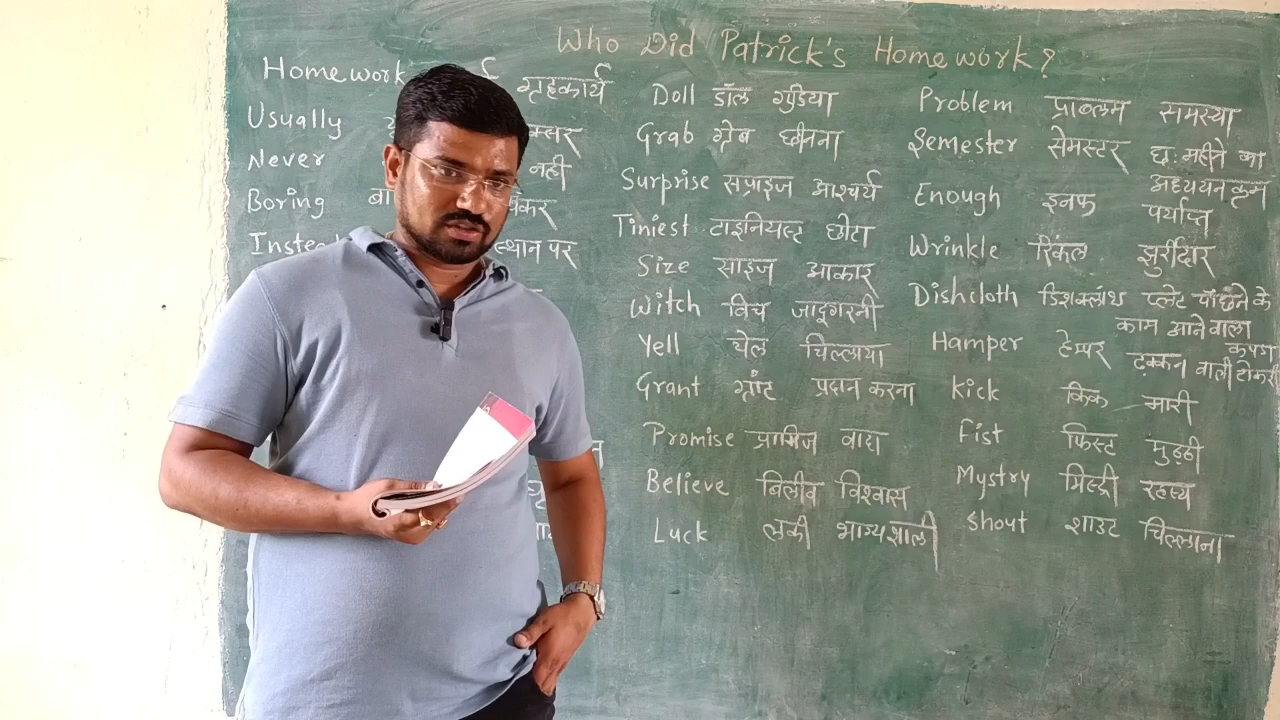 Who Did Patrick's Homework?
Homework गृहकार्य
Usually
Never नही
Boring बा
Instead स्थान पर
Doll डॉल गुडिया
Grab ग्रेब छीनना
Surprise सप्राइज आश्चर्य
Tiniest टाइनियस्ट छोटा
Size साइज आकार
Witch विच जादूगरनी
Yell येल चिल्लाया
Grant ग्रांट प्रदान करना
Promise प्रामिज वादा
Believe बिलीव विश्वास
Luck लकी भाग्यशाली
Problem प्राबलम समस्या
Semester सेमेस्टर छः महीने का
अध्ययन क्रम
Enough इनफ पर्याप्त
Wrinkle रिंकल झुर्रीदार
Dishcloth डिशक्लाथ प्लेट पोंछने के
काम आने वाला
कपडा
Hamper हेम्पर ढक्कन वाली टोकरी
Kick किक मारी
Fist फिस्ट मुठ्ठी
Mystry मिस्ट्री रहस्य
Shout शाउट चिल्लाना